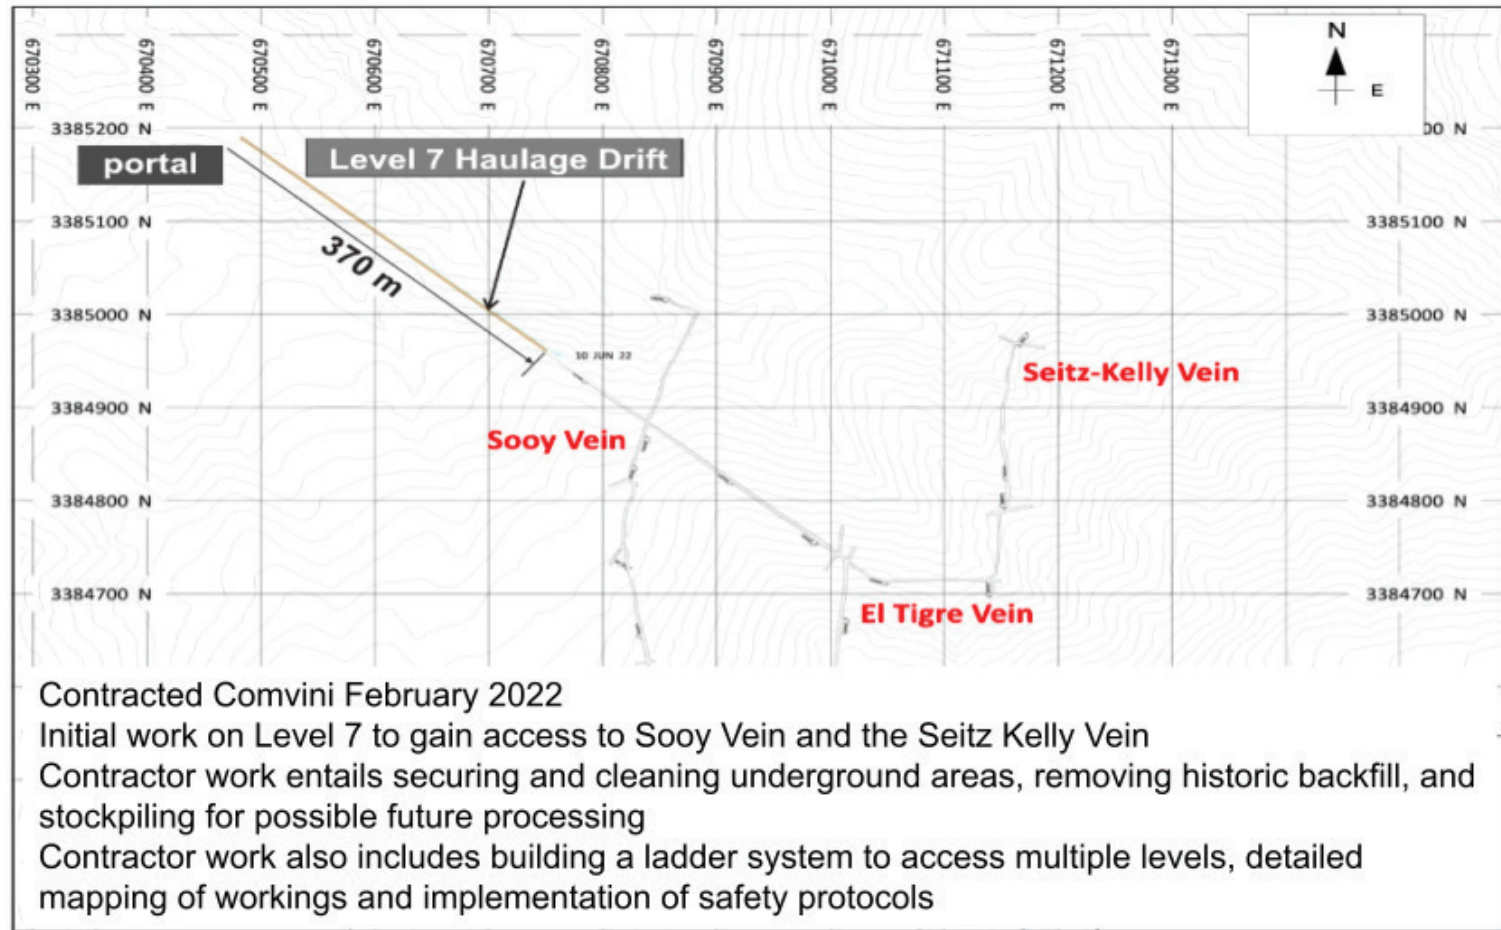 670300 E
670400 E
670500 E
670600 E
670700 E
670800 E
670900 E
671000 E
671100 E
671200 E
671300 E
N
E
3385200 N
00 N
portal
Level 7 Haulage Drift
3385100 N
3385100 N
370 m
3385000 N
3385000 N
10 JUN 22
Seitz-Kelly Vein
3384900 N
3384900 N
Sooy Vein
3384800 N
3384800 N
3384700 N
3384700 N
El Tigre Vein
Contracted Comvini February 2022
Initial work on Level 7 to gain access to Sooy Vein and the Seitz Kelly Vein
Contractor work entails securing and cleaning underground areas, removing historic backfill, and
stockpiling for possible future processing
Contractor work also includes building a ladder system to access multiple levels, detailed
mapping of workings and implementation of safety protocols